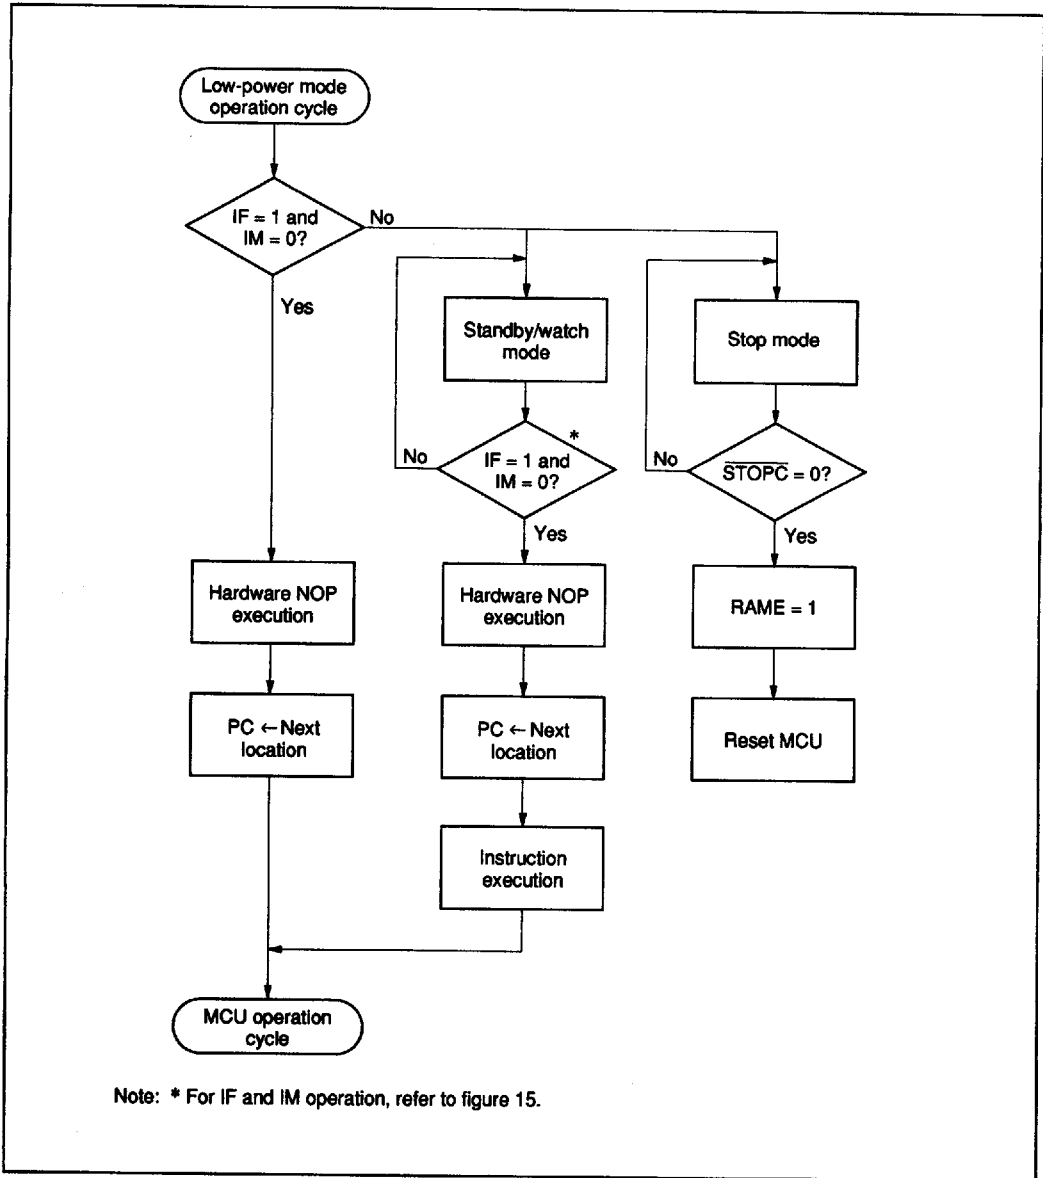 Low-power mode
operation cycle
IF = 1 and
IM = 0?
No
Yes
Standby/watch
mode
Stop mode
*
IF = 1 and
IM = 0?
No
Yes
S̅T̅O̅P̅C̅ = 0?
No
Yes
Hardware NOP
execution
Hardware NOP
execution
RAME = 1
PC ← Next
location
PC ← Next
location
Reset MCU
Instruction
execution
MCU operation
cycle
Note: * For IF and IM operation, refer to figure 15.